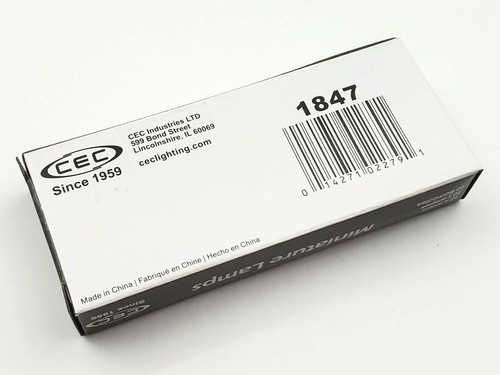 1847
0 14271 02279 1
CEC
Since 1959
CEC Industries LTD
599 Bond Street
Lincolnshire, IL 60069
ceclighting.com
Made in China | Fabriqué en Chine | Hecho en China
CEC
Since 1959
Miniature Lamps